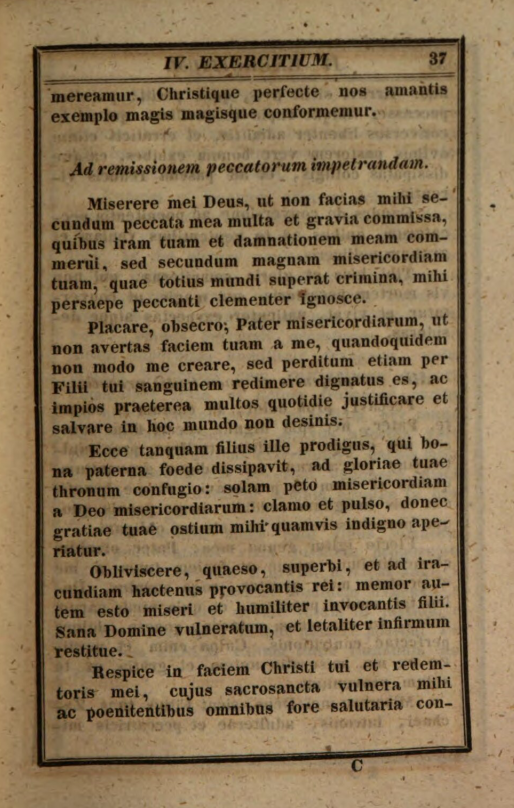 IV. EXERCITIUM. 37
mereamur, Christique perfecte nos amantis
exemplo magis magisque conformemur.
Ad remissionem peccatorum impetrandam.
Miserere mei Deus, ut non facias mihi se-
cundum peccata mea multa et gravia commissa,
quibus iram tuam et damnationem meam com-
merui, sed secundum magnam misericordiam
tuam, quae totius mundi superat crimina, mihi
persaepe peccanti clementer ignosce.
Placare, obsecro, Pater misericordiarum, ut
non avertas faciem tuam a me, quandoquidem
non modo me creare, sed perditum etiam per
Filii tui sanguinem redimere dignatus es, ac
impios praeterea multos quotidie justificare et
salvare in hoc mundo non desinis.
Ecce tanquam filius ille prodigus, qui bo-
na paterna foede dissipavit, ad gloriae tuae
thronum confugio: solam peto misericordiam
a Deo misericordiarum: clamo et pulso, donec
gratiae tuae ostium mihi quamvis indigno ape-
riatur.
Obliviscere, quaeso, superbi, et ad ira-
cundiam hactenus provocantis rei: memor au-
tem esto miseri et humiliter invocantis filii.
Sana Domine vulneratum, et letaliter infirmum
restitue.
Respice in faciem Christi tui et redem-
toris mei, cujus sacrosancta vulnera mihi
ac poenitentibus omnibus fore salutaria con-
C